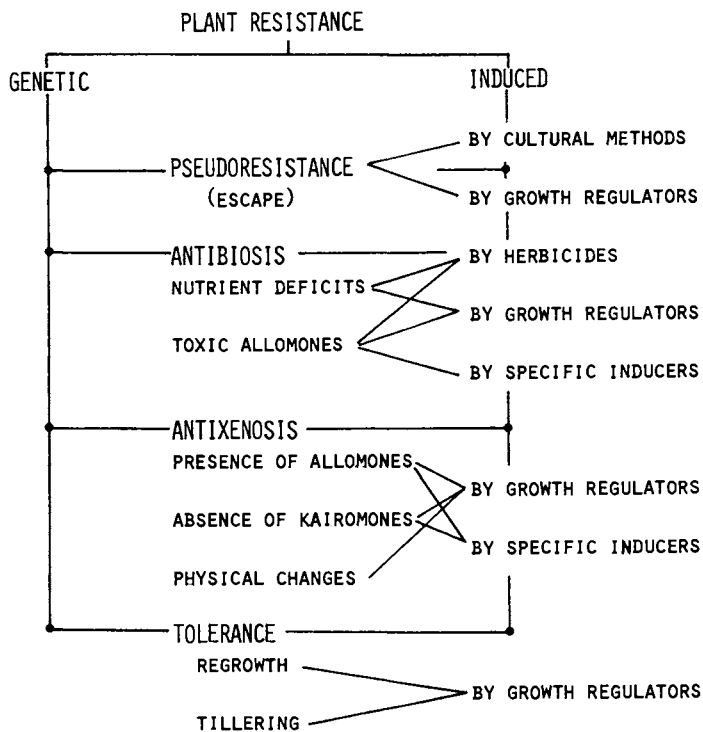 PLANT RESISTANCE
GENETIC
INDUCED
BY CULTURAL METHODS
PSEUDORESISTANCE
(ESCAPE)
BY GROWTH REGULATORS
ANTIBIOSIS
BY HERBICIDES
NUTRIENT DEFICITS
BY GROWTH REGULATORS
TOXIC ALLOMONES
BY SPECIFIC INDUCERS
ANTIXENOSIS
PRESENCE OF ALLOMONES
BY GROWTH REGULATORS
ABSENCE OF KAIROMONES
BY SPECIFIC INDUCERS
PHYSICAL CHANGES
TOLERANCE
REGROWTH
BY GROWTH REGULATORS
TILLERING